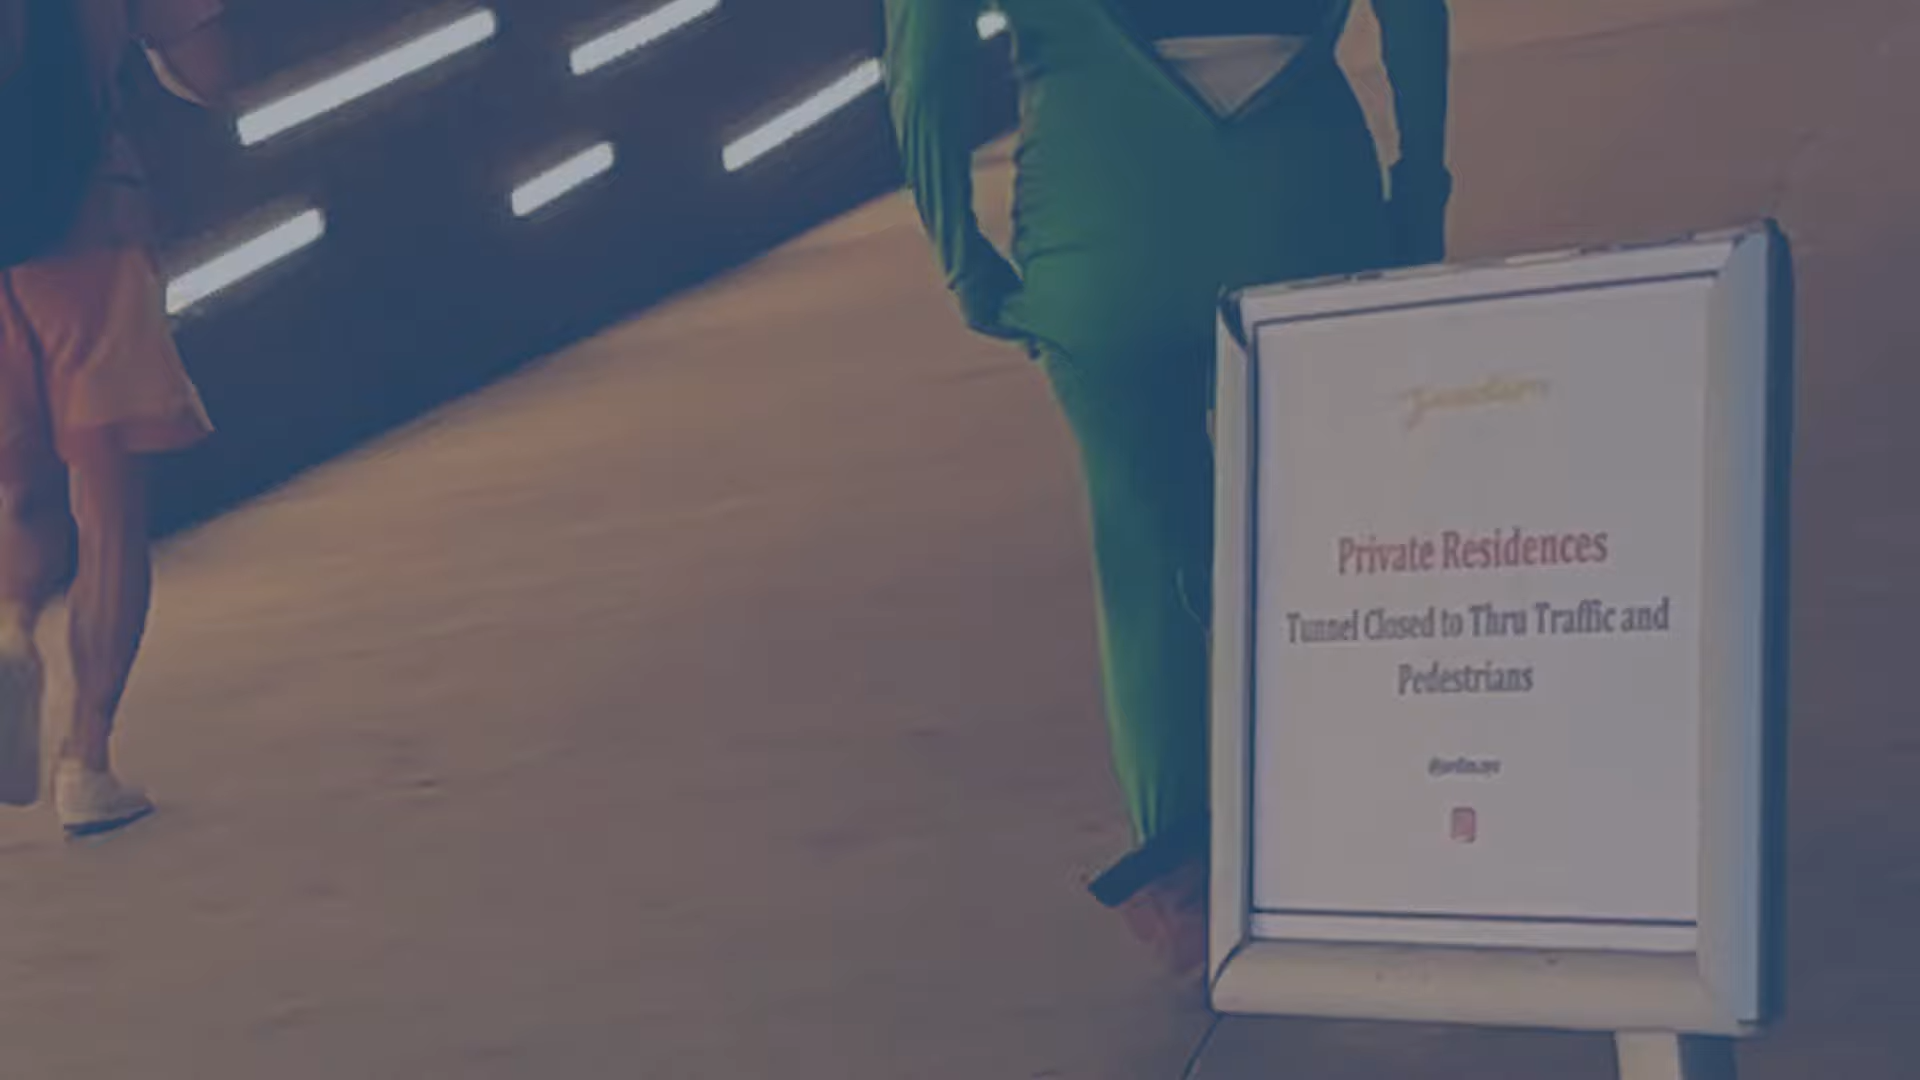 Private Residences
Tunnel Closed to Thru Traffic and
Pedestrians